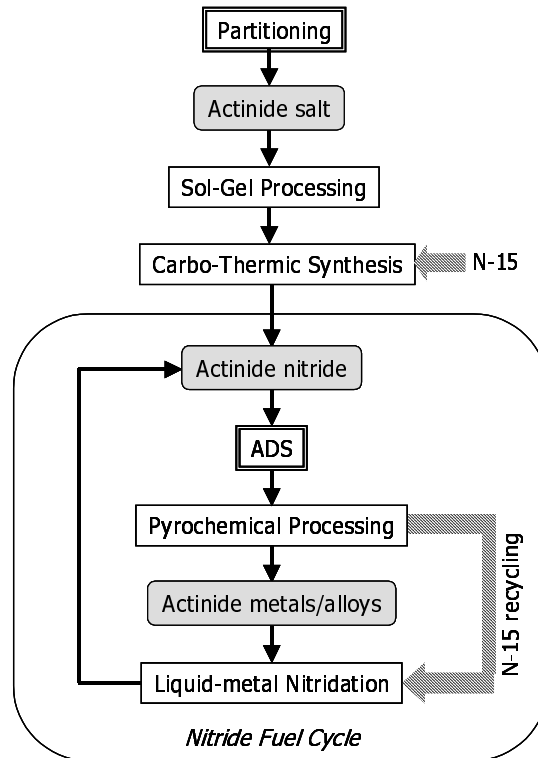 Partitioning
Actinide salt
Sol-Gel Processing
Carbo-Thermic Synthesis
N-15
Actinide nitride
ADS
Pyrochemical Processing
Actinide metals/alloys
N-15 recycling
Liquid-metal Nitridation
Nitride Fuel Cycle